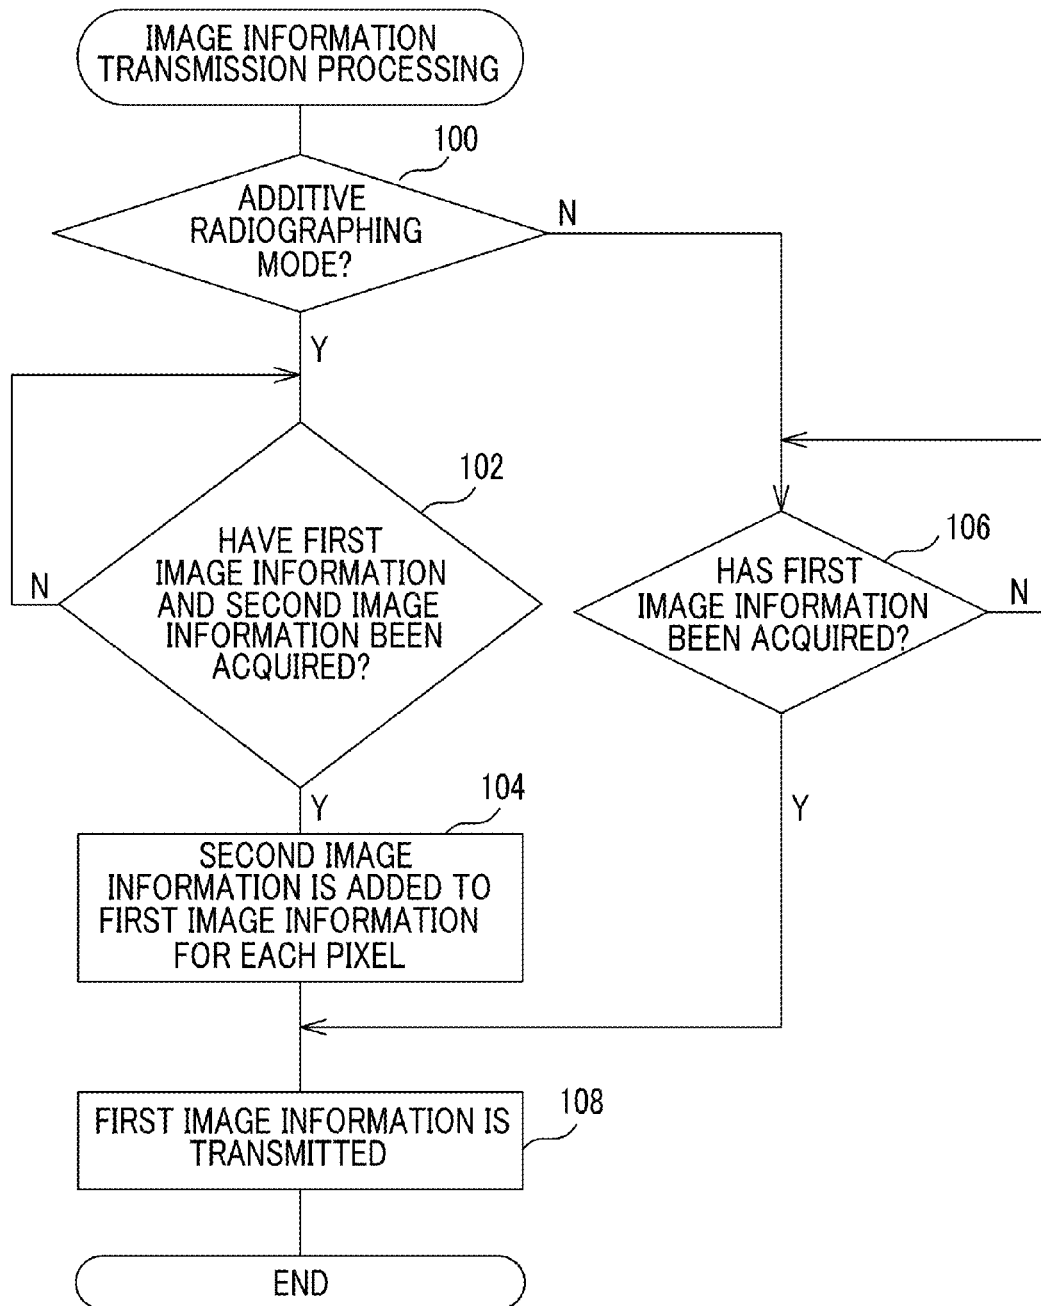 IMAGE INFORMATION
TRANSMISSION PROCESSING
100
ADDITIVE
RADIOGRAPHING
MODE?
N
Y
102
HAVE FIRST
IMAGE INFORMATION
AND SECOND IMAGE
INFORMATION BEEN
ACQUIRED?
N
106
HAS FIRST
IMAGE INFORMATION
BEEN ACQUIRED?
N
Y
Y
104
SECOND IMAGE
INFORMATION IS ADDED TO
FIRST IMAGE INFORMATION
FOR EACH PIXEL
108
FIRST IMAGE INFORMATION IS
TRANSMITTED
END